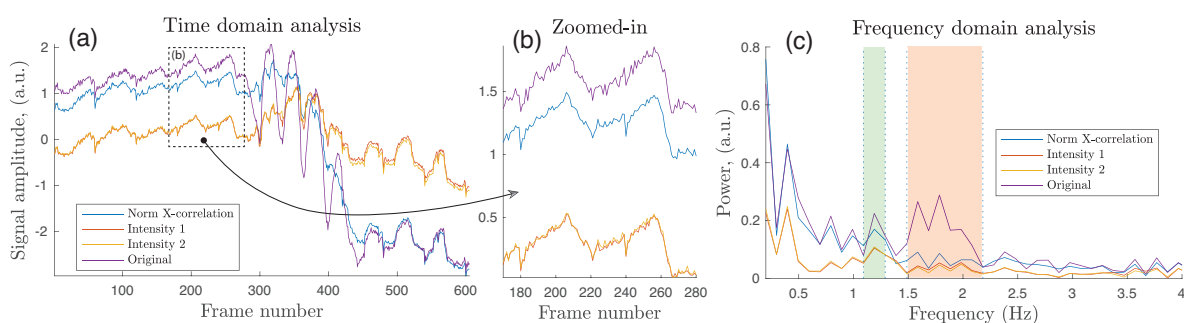 (a)
Time domain analysis
(b)
Signal amplitude, (a.u.)
2
1
0
-1
-2
Norm X-correlation
Intensity 1
Intensity 2
Original
100
200
300
400
500
600
Frame number
(b)
Zoomed-in
1.5
1
0.5
180
200
220
240
260
280
Frame number
(c)
Frequency domain analysis
Power, (a.u.)
0.8
0.6
0.4
0.2
0
Norm X-correlation
Intensity 1
Intensity 2
Original
0.5
1
1.5
2
2.5
3
3.5
4
Frequency (Hz)